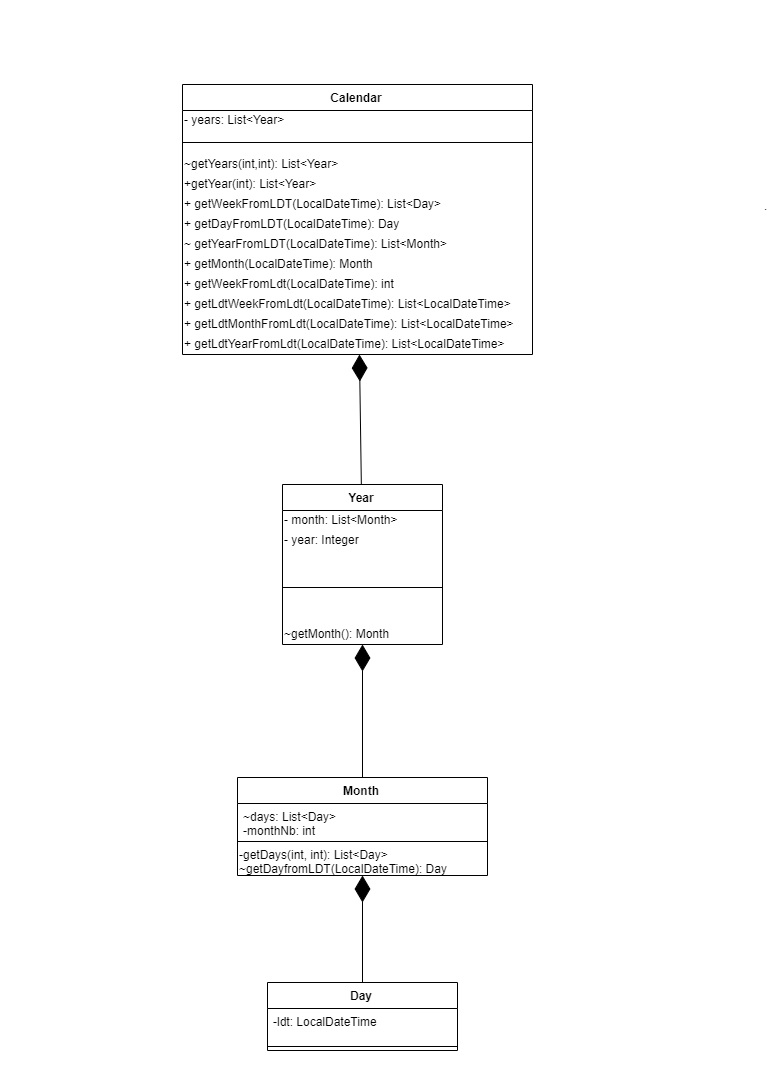 Calendar
- years: List<Year>
~getYears(int,int): List<Year>
+getYear(int): List<Year>
+ getWeekFromLDT(LocalDateTime): List<Day>
+ getDayFromLDT(LocalDateTime): Day
~ getYearFromLDT(LocalDateTime): List<Month>
+ getMonth(LocalDateTime): Month
+ getWeekFromLdt(LocalDateTime): int
+ getLdtWeekFromLdt(LocalDateTime): List<LocalDateTime>
+ getLdtMonthFromLdt(LocalDateTime): List<LocalDateTime>
+ getLdtYearFromLdt(LocalDateTime): List<LocalDateTime>
Year
- month: List<Month>
- year: Integer
~getMonth(): Month
Month
~days: List<Day>
-monthNb: int
-getDays(int, int): List<Day>
~getDayfromLDT(LocalDateTime): Day
Day
-ldt: LocalDateTime